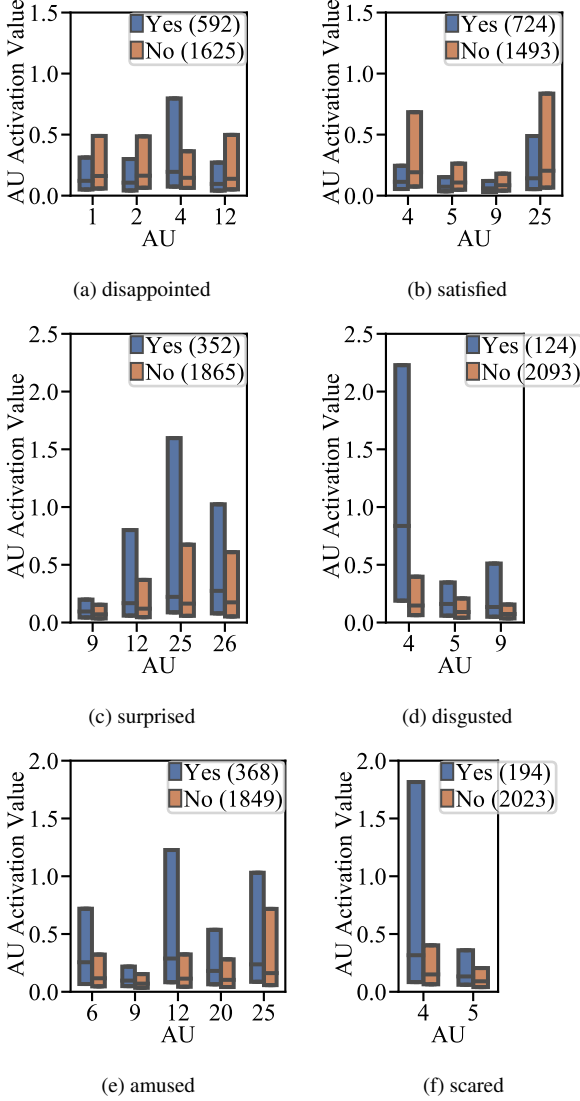 AU Activation Value
1.5
1.0
0.5
0.0
Yes (592)
No (1625)
1 2 4 12
AU
(a) disappointed
AU Activation Value
1.5
1.0
0.5
0.0
Yes (724)
No (1493)
4 5 9 25
AU
(b) satisfied
AU Activation Value
2.5
2.0
1.5
1.0
0.5
0.0
Yes (352)
No (1865)
9 12 25 26
AU
(c) surprised
AU Activation Value
2.5
2.0
1.5
1.0
0.5
0.0
Yes (124)
No (2093)
4 5 9
AU
(d) disgusted
AU Activation Value
2.0
1.5
1.0
0.5
0.0
Yes (368)
No (1849)
6 9 12 20 25
AU
(e) amused
AU Activation Value
2.0
1.5
1.0
0.5
0.0
Yes (194)
No (2023)
4 5
AU
(f) scared